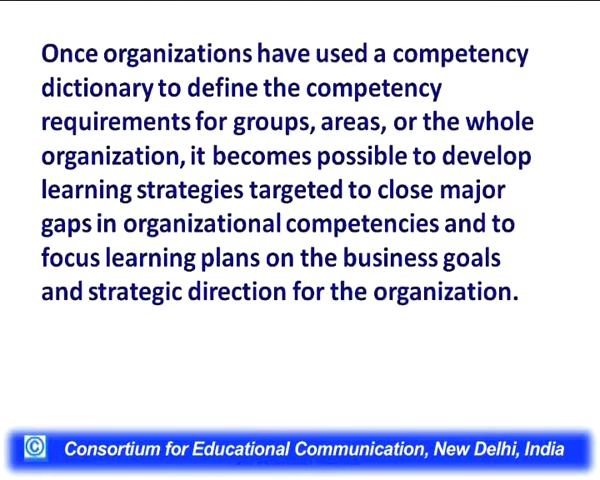 Once organizations have used a competency
dictionary to define the competency
requirements for groups, areas, or the whole
organization, it becomes possible to develop
learning strategies targeted to close major
gaps in organizational competencies and to
focus learning plans on the business goals
and strategic direction for the organization.
© Consortium for Educational Communication, New Delhi, India